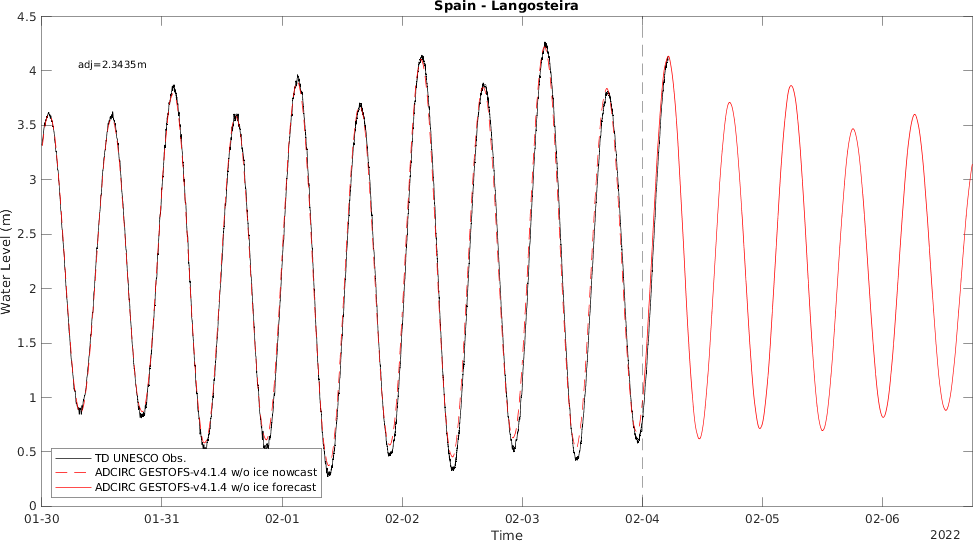 Spain - Langosteira
4.5
4
3.5
3
2.5
2
1.5
1
0.5
0
Water Level (m)
adj=2.3435m
TD UNESCO Obs.
ADCIRC GESTOFS-v4.1.4 w/o ice nowcast
ADCIRC GESTOFS-v4.1.4 w/o ice forecast
01-30 01-31 02-01 02-02 02-03 02-04 02-05 02-06
Time
2022